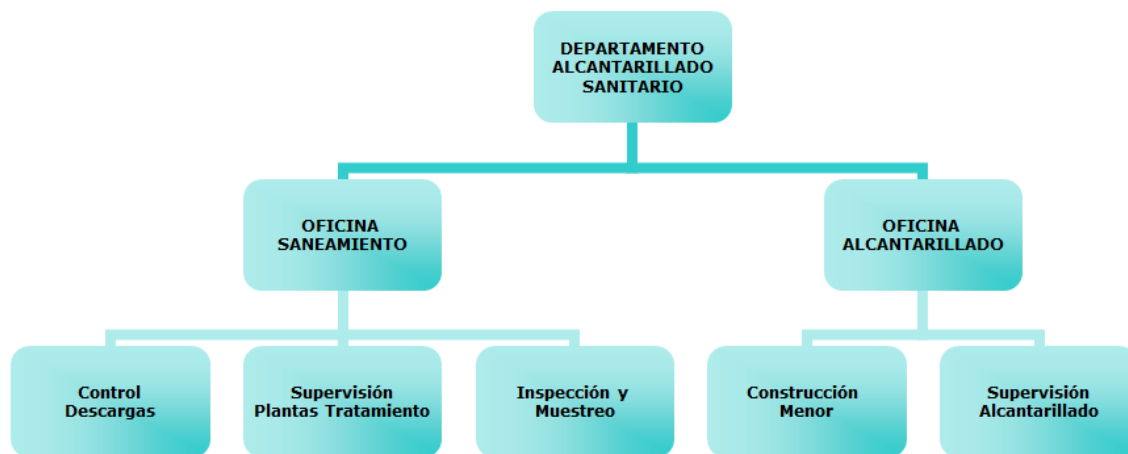 DEPARTAMENTO
ALCANTARILLADO
SANITARIO
OFICINA
SANEAMIENTO
OFICINA
ALCANTARILLADO
Control
Descargas
Supervisión
Plantas Tratamiento
Inspección y
Muestreo
Construcción
Menor
Supervisión
Alcantarillado